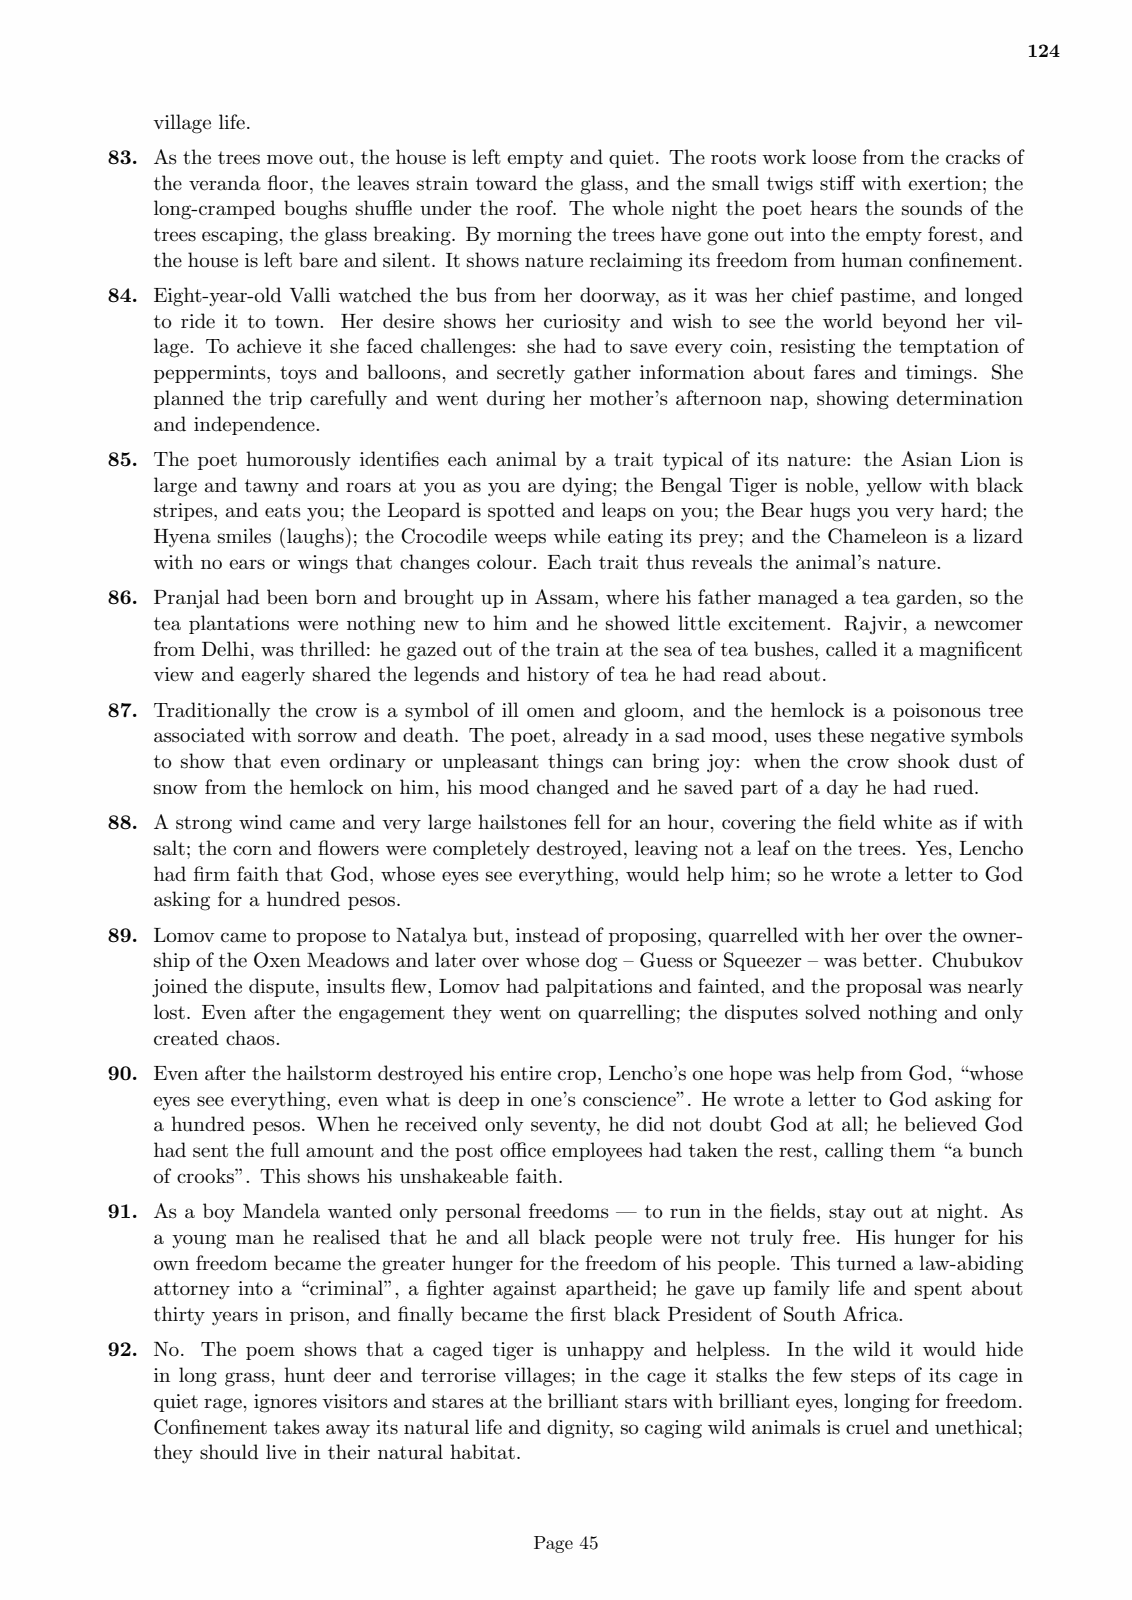 124
village life.
83. As the trees move out, the house is left empty and quiet. The roots work loose from the cracks of
the veranda floor, the leaves strain toward the glass, and the small twigs stiff with exertion; the
long-cramped boughs shuffle under the roof. The whole night the poet hears the sounds of the
trees escaping, the glass breaking. By morning the trees have gone out into the empty forest, and
the house is left bare and silent. It shows nature reclaiming its freedom from human confinement.
84. Eight-year-old Valli watched the bus from her doorway, as it was her chief pastime, and longed
to ride it to town. Her desire shows her curiosity and wish to see the world beyond her vil-
lage. To achieve it she faced challenges: she had to save every coin, resisting the temptation of
peppermints, toys and balloons, and secretly gather information about fares and timings. She
planned the trip carefully and went during her mother's afternoon nap, showing determination
and independence.
85. The poet humorously identifies each animal by a trait typical of its nature: the Asian Lion is
large and tawny and roars at you as you are dying; the Bengal Tiger is noble, yellow with black
stripes, and eats you; the Leopard is spotted and leaps on you; the Bear hugs you very hard; the
Hyena smiles (laughs); the Crocodile weeps while eating its prey; and the Chameleon is a lizard
with no ears or wings that changes colour. Each trait thus reveals the animal's nature.
86. Pranjal had been born and brought up in Assam, where his father managed a tea garden, so the
tea plantations were nothing new to him and he showed little excitement. Rajvir, a newcomer
from Delhi, was thrilled: he gazed out of the train at the sea of tea bushes, called it a magnificent
view and eagerly shared the legends and history of tea he had read about.
87. Traditionally the crow is a symbol of ill omen and gloom, and the hemlock is a poisonous tree
associated with sorrow and death. The poet, already in a sad mood, uses these negative symbols
to show that even ordinary or unpleasant things can bring joy: when the crow shook dust of
snow from the hemlock on him, his mood changed and he saved part of a day he had rued.
88. A strong wind came and very large hailstones fell for an hour, covering the field white as if with
salt; the corn and flowers were completely destroyed, leaving not a leaf on the trees. Yes, Lencho
had firm faith that God, whose eyes see everything, would help him; so he wrote a letter to God
asking for a hundred pesos.
89. Lomov came to propose to Natalya but, instead of proposing, quarrelled with her over the owner-
ship of the Oxen Meadows and later over whose dog – Guess or Squeezer – was better. Chubukov
joined the dispute, insults flew, Lomov had palpitations and fainted, and the proposal was nearly
lost. Even after the engagement they went on quarrelling; the disputes solved nothing and only
created chaos.
90. Even after the hailstorm destroyed his entire crop, Lencho's one hope was help from God, “whose
eyes see everything, even what is deep in one's conscience”. He wrote a letter to God asking for
a hundred pesos. When he received only seventy, he did not doubt God at all; he believed God
had sent the full amount and the post office employees had taken the rest, calling them “a bunch
of crooks”. This shows his unshakeable faith.
91. As a boy Mandela wanted only personal freedoms — to run in the fields, stay out at night. As
a young man he realised that he and all black people were not truly free. His hunger for his
own freedom became the greater hunger for the freedom of his people. This turned a law-abiding
attorney into a “criminal”, a fighter against apartheid; he gave up family life and spent about
thirty years in prison, and finally became the first black President of South Africa.
92. No. The poem shows that a caged tiger is unhappy and helpless. In the wild it would hide
in long grass, hunt deer and terrorise villages; in the cage it stalks the few steps of its cage in
quiet rage, ignores visitors and stares at the brilliant stars with brilliant eyes, longing for freedom.
Confinement takes away its natural life and dignity, so caging wild animals is cruel and unethical;
they should live in their natural habitat.
Page 45